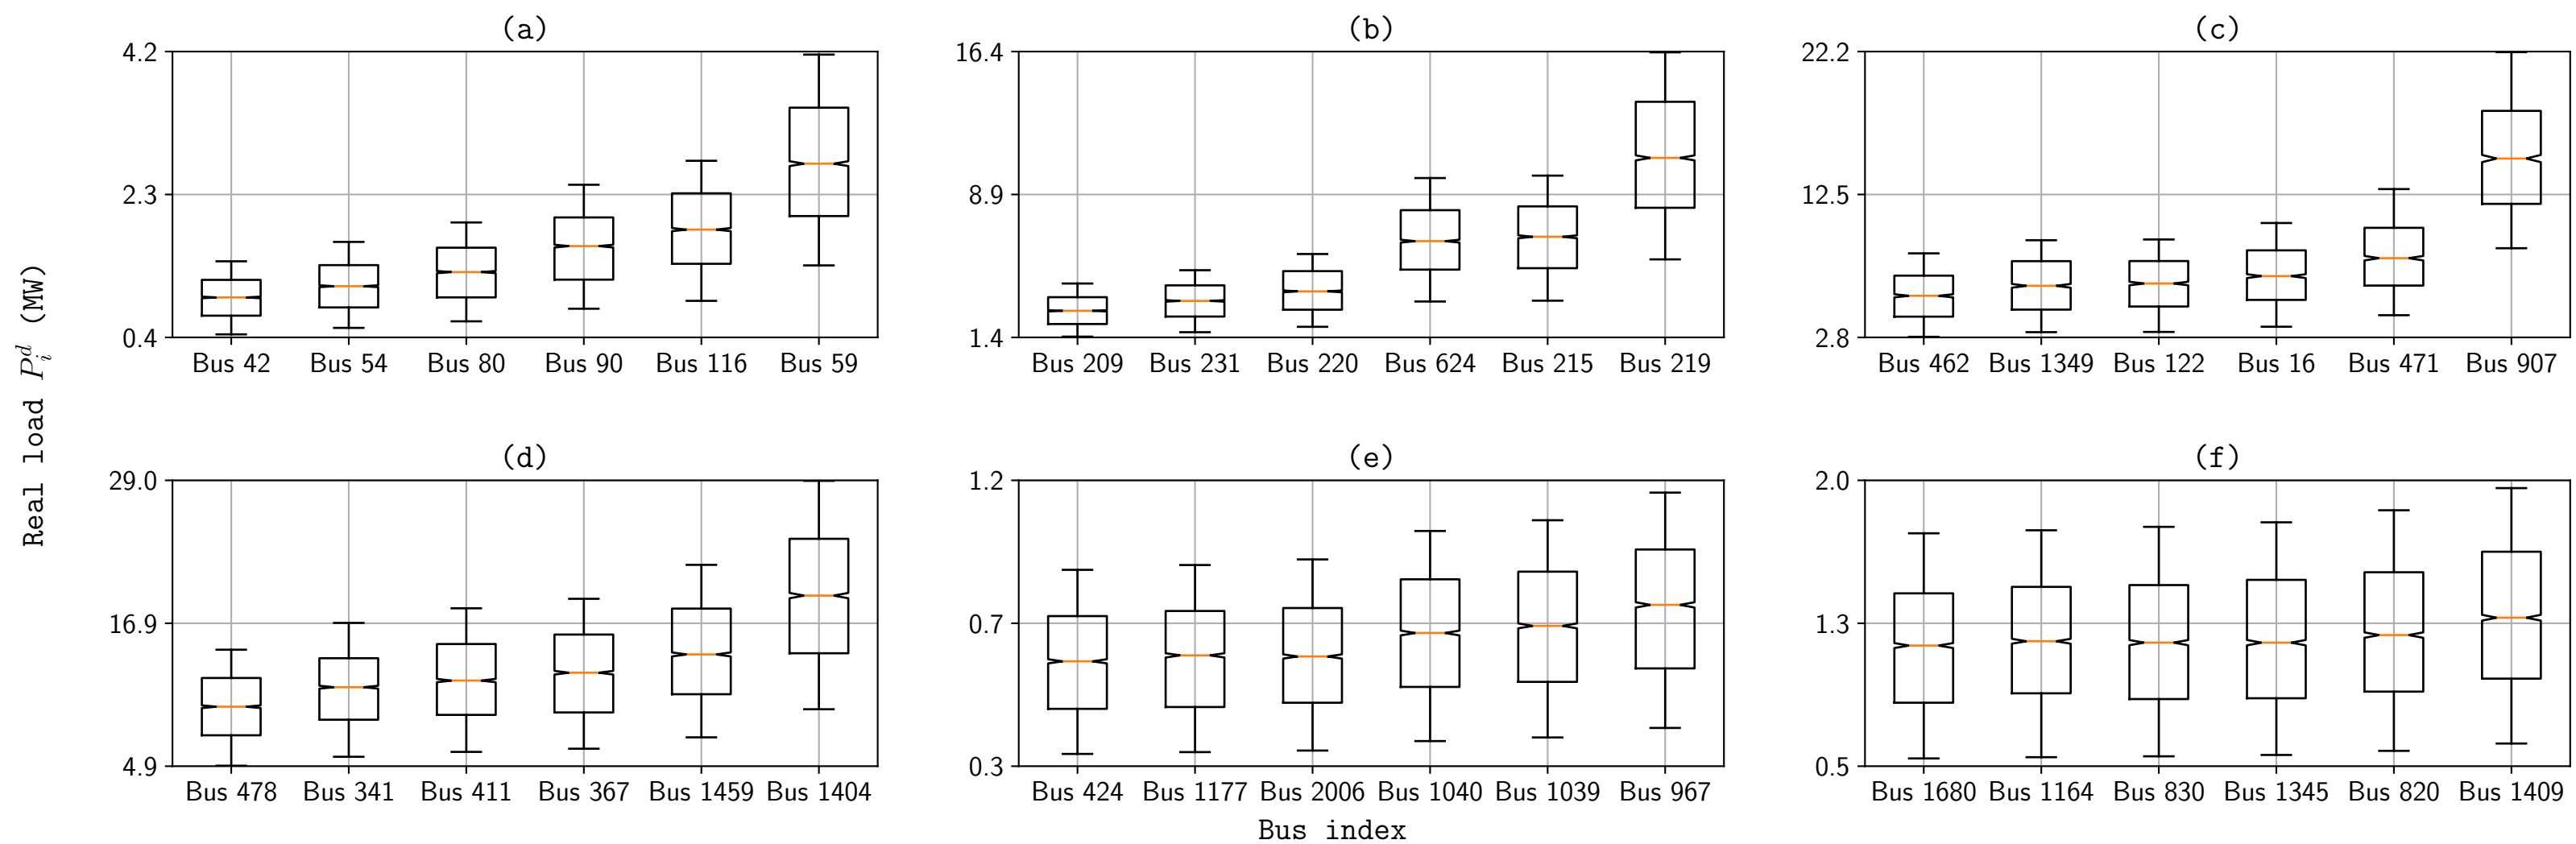 (a) (b) (c)
4.2 16.4 22.2
2.3 8.9 12.5
0.4 1.4 2.8
Bus 42 Bus 54 Bus 80 Bus 90 Bus 116 Bus 59 Bus 209 Bus 231 Bus 220 Bus 624 Bus 215 Bus 219 Bus 462 Bus 1349 Bus 122 Bus 16 Bus 471 Bus 907
Real load P_i^d (MW)
(d) (e) (f)
29.0 1.2 2.0
16.9 0.7 1.3
4.9 0.3 0.5
Bus 478 Bus 341 Bus 411 Bus 367 Bus 1459 Bus 1404 Bus 424 Bus 1177 Bus 2006 Bus 1040 Bus 1039 Bus 967 Bus 1680 Bus 1164 Bus 830 Bus 1345 Bus 820 Bus 1409
Bus index